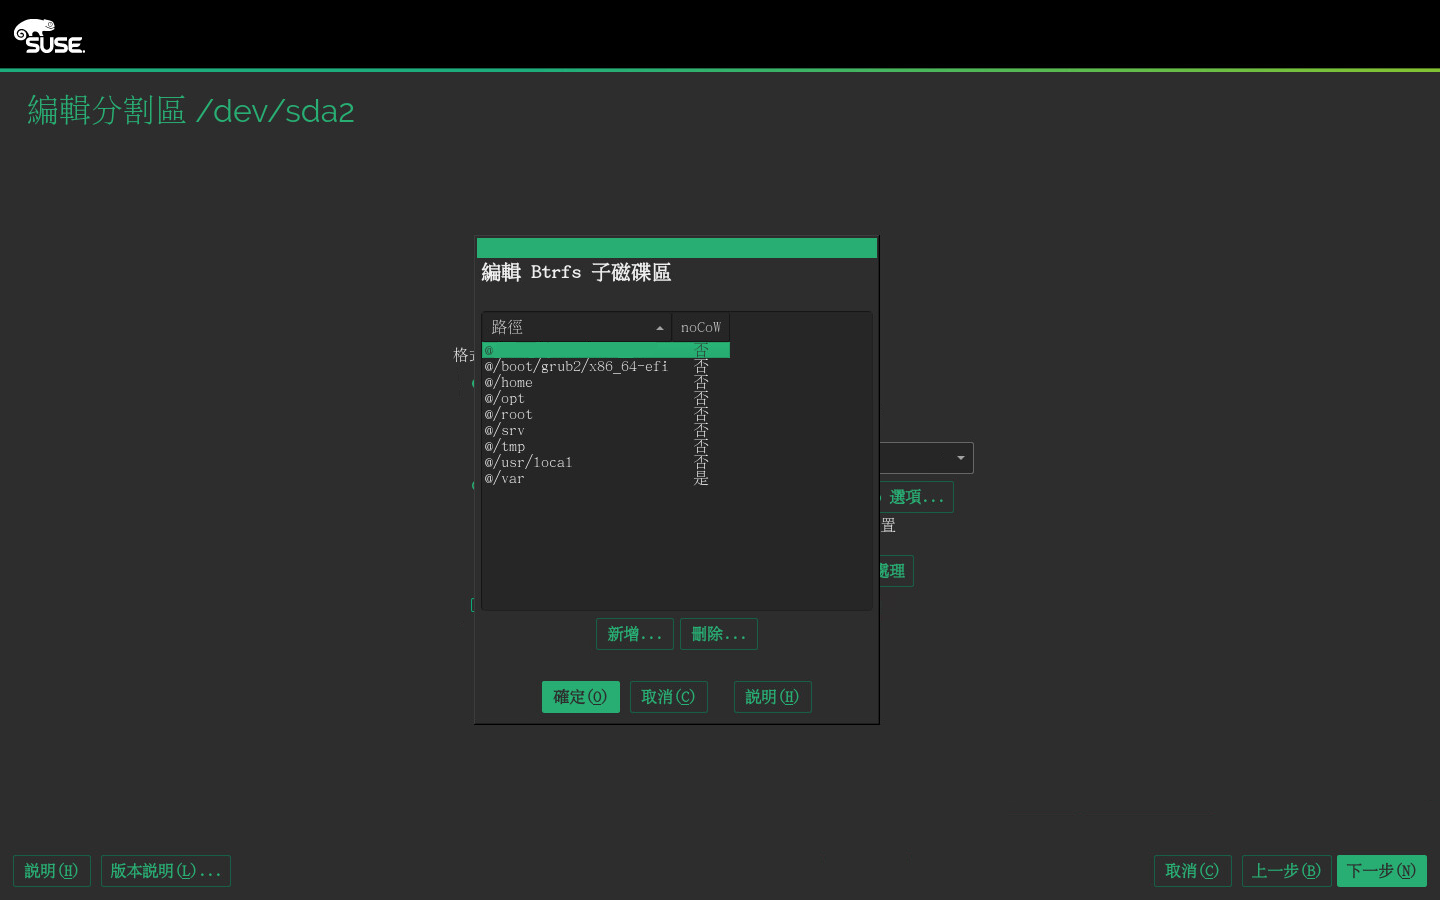 SUSE.
編輯分割區 /dev/sda2
編輯 Btrfs 子磁碟區
路徑 noCoW
@ 否
@/boot/grub2/x86_64-efi 否
@/home 否
@/opt 否
@/root 否
@/srv 否
@/tmp 否
@/usr/local 否
@/var 是
格
選項...
置
處理
新增... 刪除...
確定(O) 取消(C) 說明(H)
說明(H) 版本說明(L)... 取消(C) 上一步(B) 下一步(N)